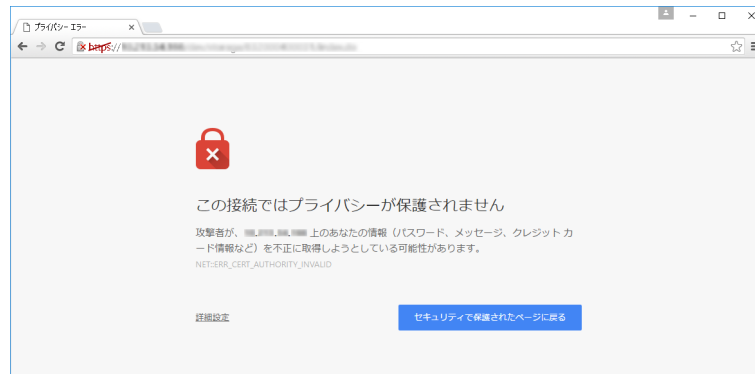 プライバシー エラー
https://
この接続ではプライバシーが保護されません
攻撃者が、 上のあなたの情報（パスワード、メッセージ、クレジット カ
ード情報など）を不正に取得しようとしている可能性があります。
NET::ERR_CERT_AUTHORITY_INVALID
詳細設定
セキュリティで保護されたページに戻る